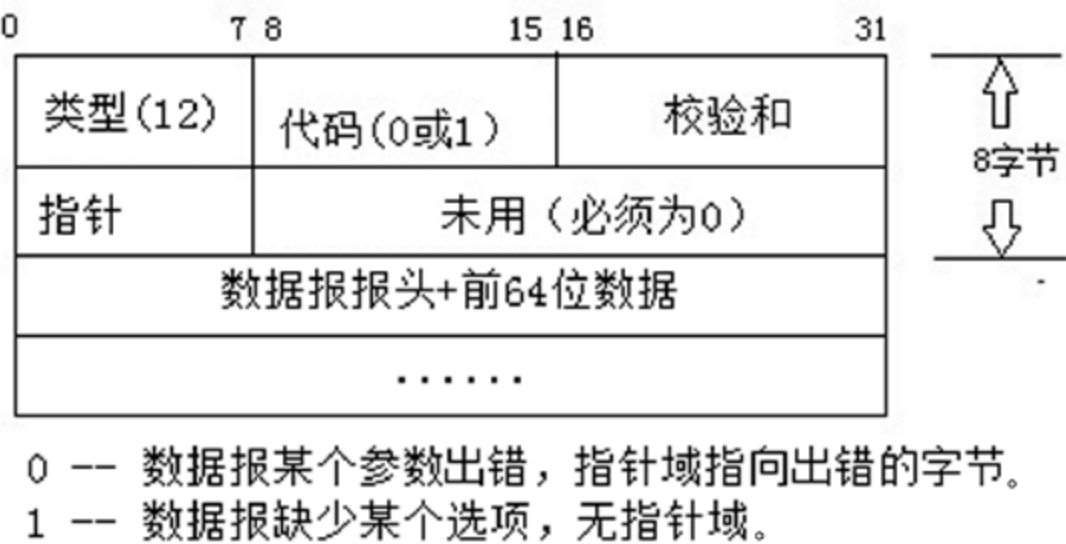 0 7 8 15 16 31
类型(12) 代码(0或1) 校验和
8字节
指针 未用(必须为0)
数据报报头+前64位数据
······
0 -- 数据报某个参数出错，指针域指向出错的字节。
1 -- 数据报缺少某个选项，无指针域。